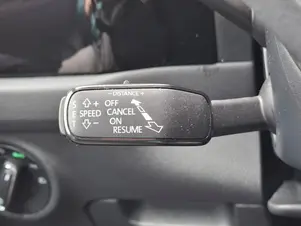 -DISTANCE+
S + OFF
E SPEED CANCEL
T - ON
RESUME